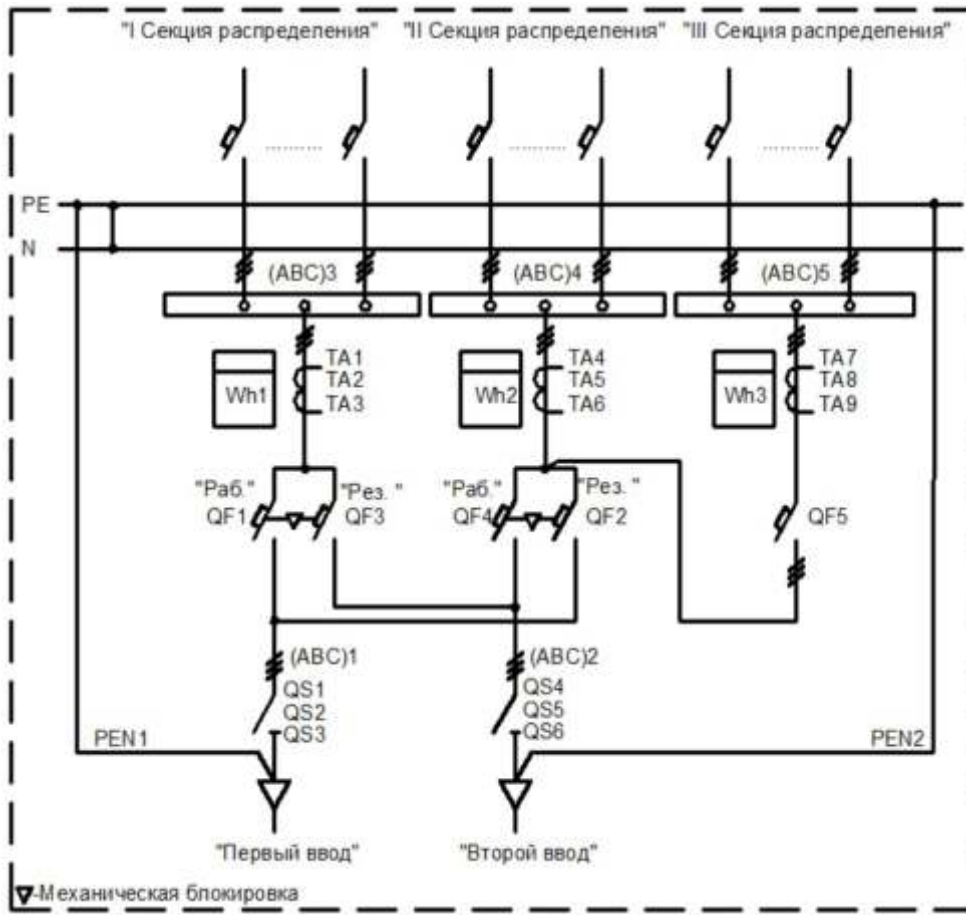 "I Секция распределения" "II Секция распределения" "III Секция распределения"
PE
N
(ABC)3 (ABC)4 (ABC)5
TA1 TA4 TA7
Wh1 TA2 Wh2 TA5 Wh3 TA8
TA3 TA6 TA9
"Раб." "Рез. " "Раб." "Рез. "
QF1 QF3 QF4 QF2 QF5
(ABC)1 (ABC)2
QS1 QS4
QS2 QS5
QS3 QS6
PEN1 PEN2
"Первый ввод" "Второй ввод"
-Механическая блокировка